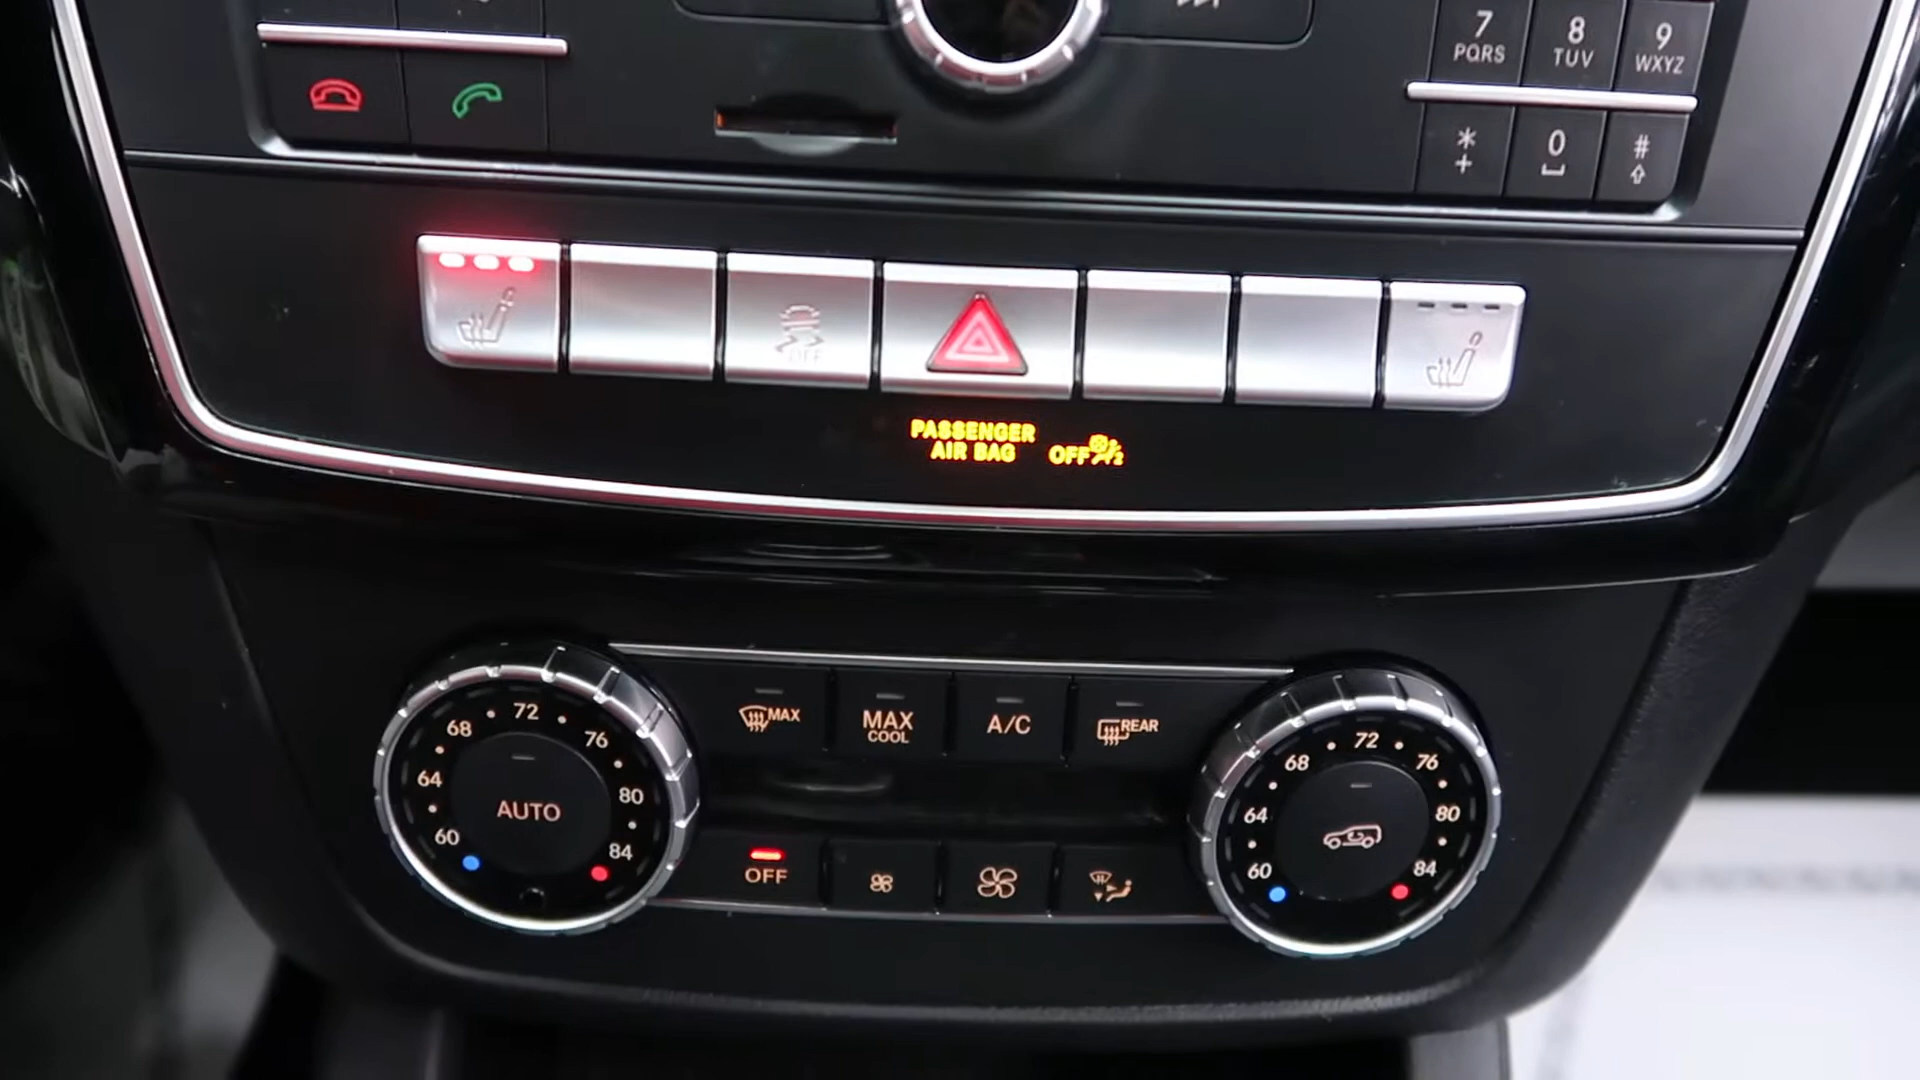 7 8 9
PQRS TUV WXYZ
* 0 #
+
OFF
PASSENGER
AIR BAG OFF
2
68 72 76
64 80
60 84
AUTO
MAX
MAX
COOL
A/C
REAR
OFF
68 72 76
64 80
60 84